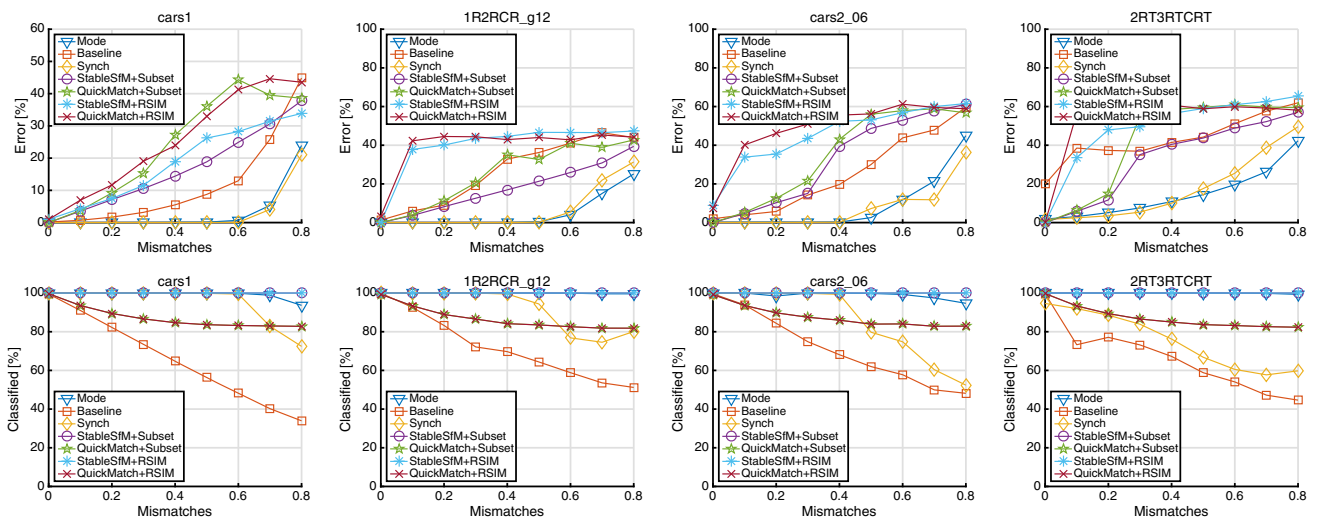 cars1
60
50
40
30
20
10
0
Error [%]
Mode
Baseline
Synch
StableSfM+Subset
QuickMatch+Subset
StableSfM+RSIM
QuickMatch+RSIM
0 0.2 0.4 0.6 0.8
Mismatches
1R2RCR_g12
100
80
60
40
20
0
Error [%]
Mode
Baseline
Synch
StableSfM+Subset
QuickMatch+Subset
StableSfM+RSIM
QuickMatch+RSIM
0 0.2 0.4 0.6 0.8
Mismatches
cars2_06
100
80
60
40
20
0
Error [%]
Mode
Baseline
Synch
StableSfM+Subset
QuickMatch+Subset
StableSfM+RSIM
QuickMatch+RSIM
0 0.2 0.4 0.6 0.8
Mismatches
2RT3RTCRT
100
80
60
40
20
0
Error [%]
Mode
Baseline
Synch
StableSfM+Subset
QuickMatch+Subset
StableSfM+RSIM
QuickMatch+RSIM
0 0.2 0.4 0.6 0.8
Mismatches
cars1
100
80
60
40
20
0
Classified [%]
Mode
Baseline
Synch
StableSfM+Subset
QuickMatch+Subset
StableSfM+RSIM
QuickMatch+RSIM
0 0.2 0.4 0.6 0.8
Mismatches
1R2RCR_g12
100
80
60
40
20
0
Classified [%]
Mode
Baseline
Synch
StableSfM+Subset
QuickMatch+Subset
StableSfM+RSIM
QuickMatch+RSIM
0 0.2 0.4 0.6 0.8
Mismatches
cars2_06
100
80
60
40
20
0
Classified [%]
Mode
Baseline
Synch
StableSfM+Subset
QuickMatch+Subset
StableSfM+RSIM
QuickMatch+RSIM
0 0.2 0.4 0.6 0.8
Mismatches
2RT3RTCRT
100
80
60
40
20
0
Classified [%]
Mode
Baseline
Synch
StableSfM+Subset
QuickMatch+Subset
StableSfM+RSIM
QuickMatch+RSIM
0 0.2 0.4 0.6 0.8
Mismatches